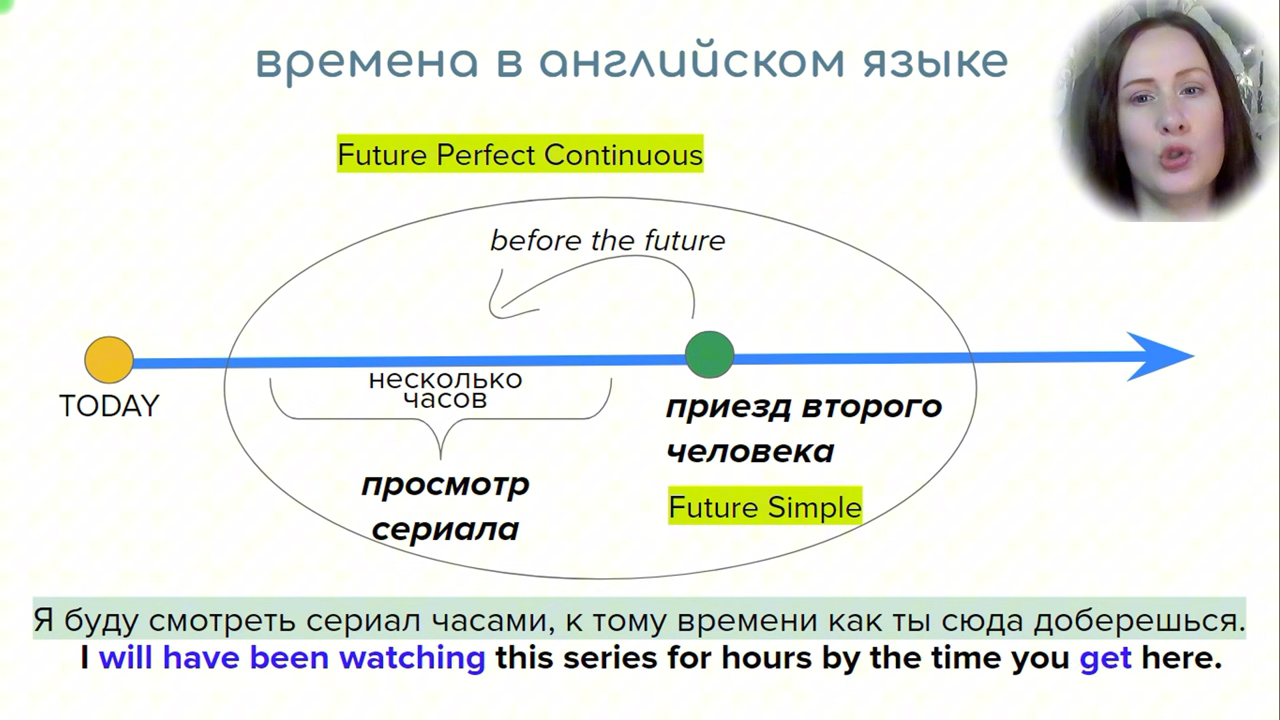 времена в английском языке
Future Perfect Continuous
before the future
TODAY
несколько
часов
просмотр
сериала
приезд второго
человека
Future Simple
Я буду смотреть сериал часами, к тому времени как ты сюда доберешься.
I will have been watching this series for hours by the time you get here.